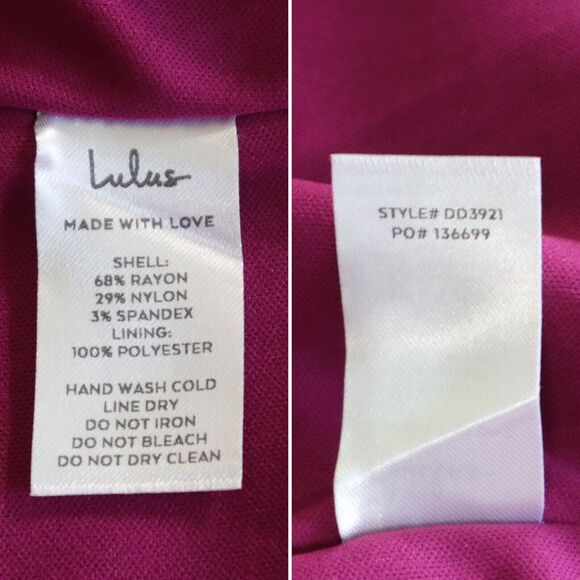 Lulus
MADE WITH LOVE
SHELL:
68% RAYON
29% NYLON
3% SPANDEX
LINING:
100% POLYESTER
HAND WASH COLD
LINE DRY
DO NOT IRON
DO NOT BLEACH
DO NOT DRY CLEAN
STYLE# DD3921
PO# 136699